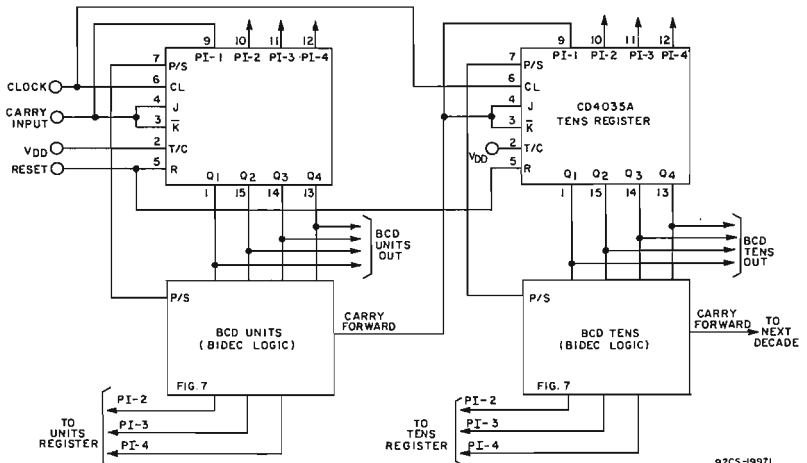 9 10 11 12
PI-1 PI-2 PI-3 PI-4
7 P/S
CLOCK 6 CL
CARRY INPUT 4 J
3 K̅
VDD 2 T/C
RESET 5 R
Q1 Q2 Q3 Q4
1 15 14 13
BCD
UNITS
OUT
P/S
BCD UNITS
(BIDEC LOGIC)
FIG. 7
CARRY
FORWARD
PI-2
PI-3
PI-4
TO
UNITS
REGISTER
9 10 11 12
PI-1 PI-2 PI-3 PI-4
7 P/S
6 CL
4 J
3 K̅
CD4035A
TENS REGISTER
VDD 2 T/C
5 R
Q1 Q2 Q3 Q4
1 15 14 13
BCD
TENS
OUT
P/S
BCD TENS
(BIDEC LOGIC)
FIG. 7
CARRY
FORWARD
TO
NEXT
DECADE
PI-2
PI-3
PI-4
TO
TENS
REGISTER
92CS-19971